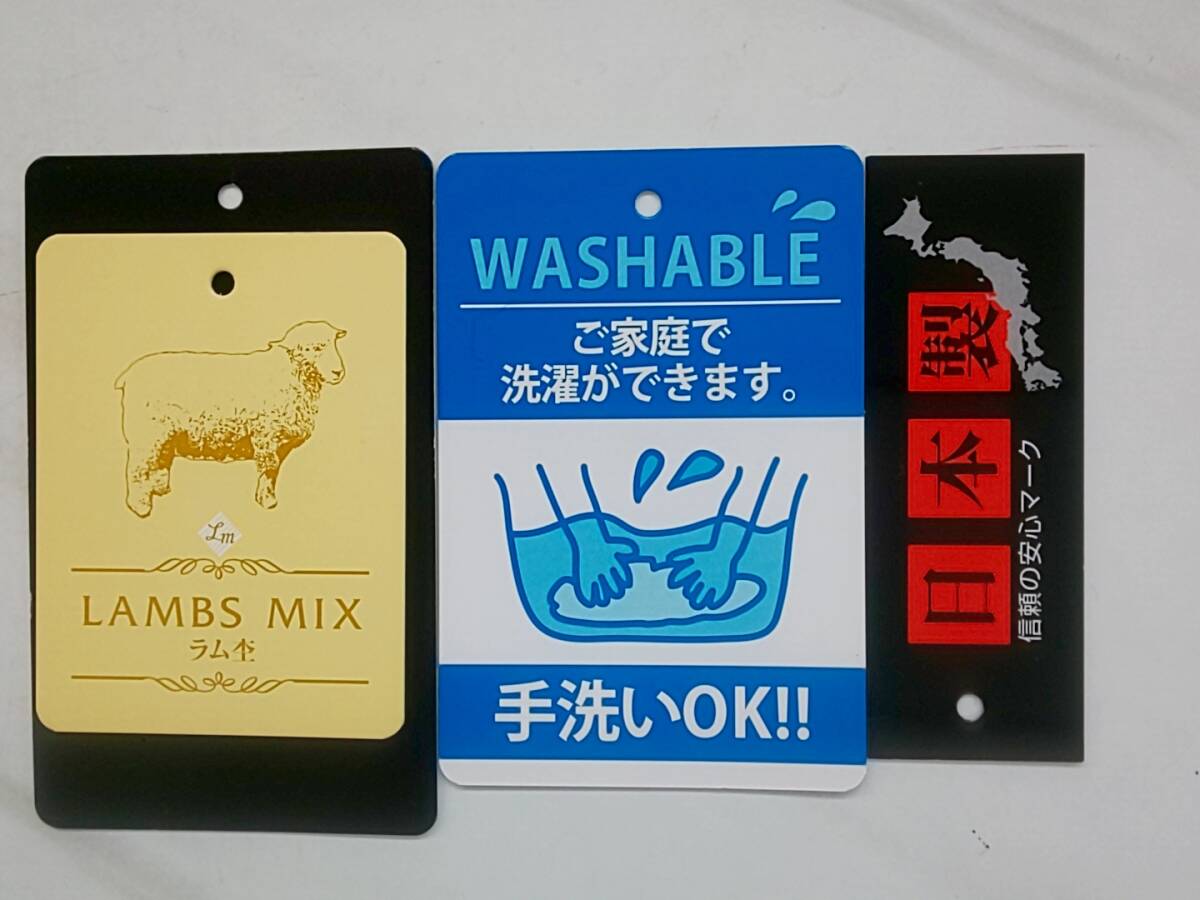 Lm
LAMBS MIX
ラム杢
WASHABLE
ご家庭で
洗濯ができます。
手洗いOK!!
日本製
信頼の安心マーク